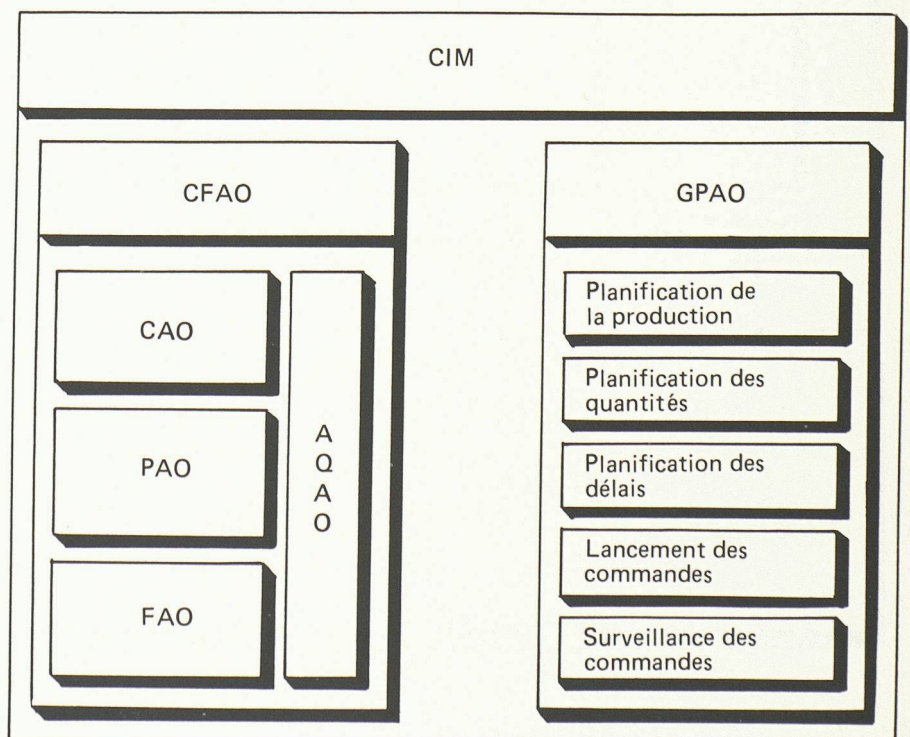 CIM
CFAO
CAO
PAO
FAO
A
Q
A
O
GPAO
Planification de
la production
Planification des
quantités
Planification des
délais
Lancement des
commandes
Surveillance des
commandes